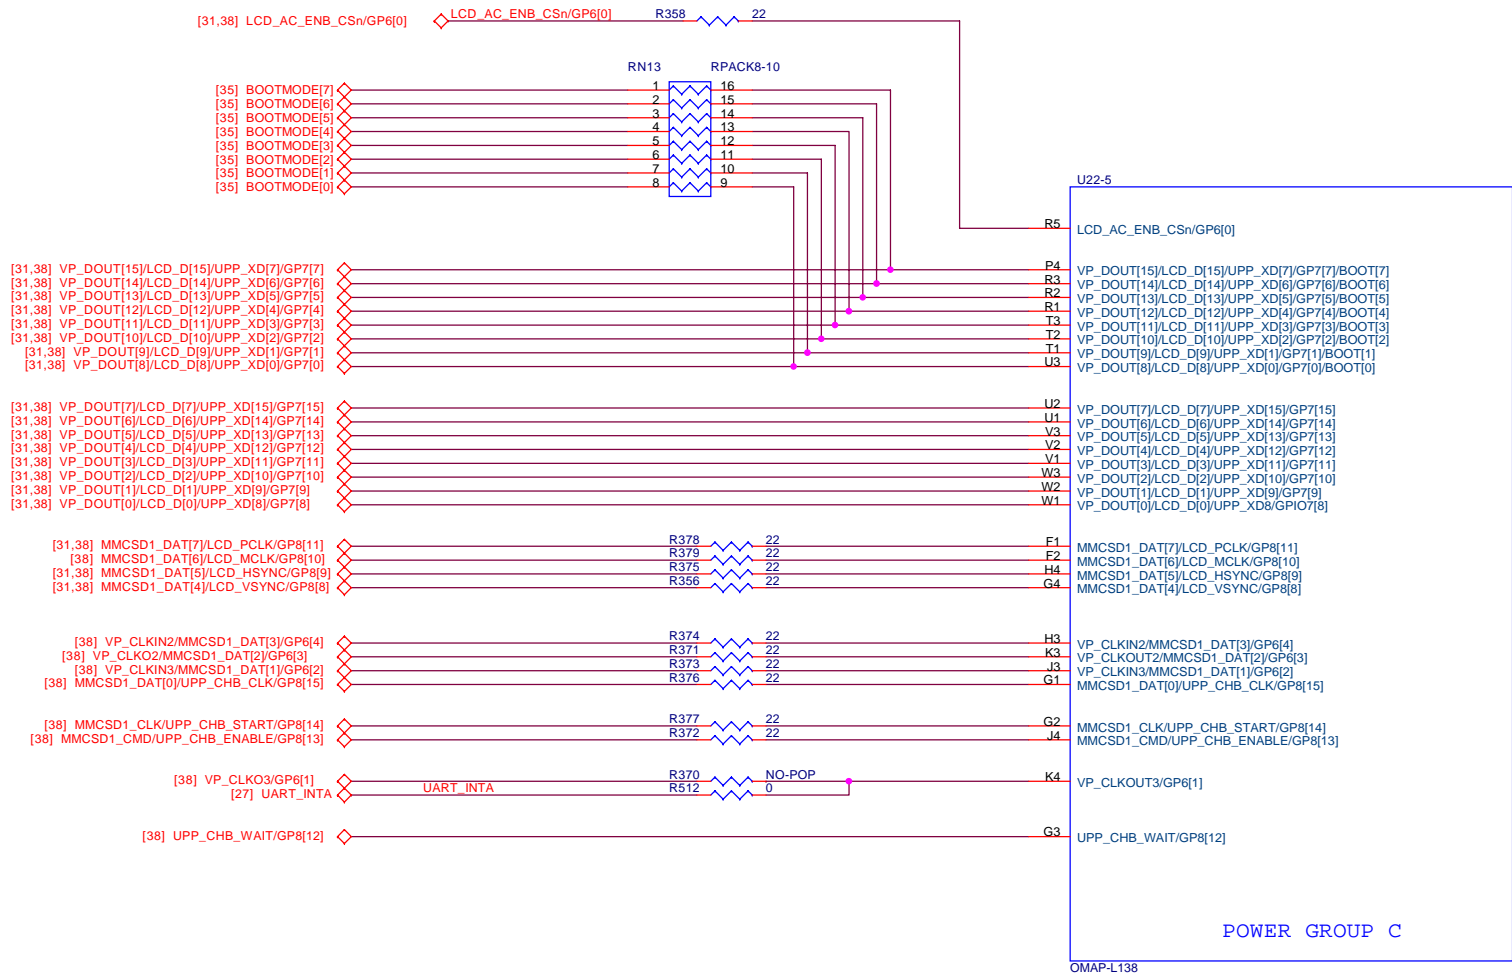 [31,38] LCD_AC_ENB_CSn/GP6[0] LCD_AC_ENB_CSn/GP6[0] R358 22
RN13 RPACK8-10
[35] BOOTMODE[7] 1 16
[35] BOOTMODE[6] 2 15
[35] BOOTMODE[5] 3 14
[35] BOOTMODE[4] 4 13
[35] BOOTMODE[3] 5 12
[35] BOOTMODE[2] 6 11
[35] BOOTMODE[1] 7 10
[35] BOOTMODE[0] 8 9
U22-5
R5 LCD_AC_ENB_CSn/GP6[0]
[31,38] VP_DOUT[15]/LCD_D[15]/UPP_XD[7]/GP7[7] P4 VP_DOUT[15]/LCD_D[15]/UPP_XD[7]/GP7[7]/BOOT[7]
[31,38] VP_DOUT[14]/LCD_D[14]/UPP_XD[6]/GP7[6] R3 VP_DOUT[14]/LCD_D[14]/UPP_XD[6]/GP7[6]/BOOT[6]
[31,38] VP_DOUT[13]/LCD_D[13]/UPP_XD[5]/GP7[5] R2 VP_DOUT[13]/LCD_D[13]/UPP_XD[5]/GP7[5]/BOOT[5]
[31,38] VP_DOUT[12]/LCD_D[12]/UPP_XD[4]/GP7[4] R1 VP_DOUT[12]/LCD_D[12]/UPP_XD[4]/GP7[4]/BOOT[4]
[31,38] VP_DOUT[11]/LCD_D[11]/UPP_XD[3]/GP7[3] T3 VP_DOUT[11]/LCD_D[11]/UPP_XD[3]/GP7[3]/BOOT[3]
[31,38] VP_DOUT[10]/LCD_D[10]/UPP_XD[2]/GP7[2] T2 VP_DOUT[10]/LCD_D[10]/UPP_XD[2]/GP7[2]/BOOT[2]
[31,38] VP_DOUT[9]/LCD_D[9]/UPP_XD[1]/GP7[1] T1 VP_DOUT[9]/LCD_D[9]/UPP_XD[1]/GP7[1]/BOOT[1]
[31,38] VP_DOUT[8]/LCD_D[8]/UPP_XD[0]/GP7[0] U3 VP_DOUT[8]/LCD_D[8]/UPP_XD[0]/GP7[0]/BOOT[0]
[31,38] VP_DOUT[7]/LCD_D[7]/UPP_XD[15]/GP7[15] U2 VP_DOUT[7]/LCD_D[7]/UPP_XD[15]/GP7[15]
[31,38] VP_DOUT[6]/LCD_D[6]/UPP_XD[14]/GP7[14] U1 VP_DOUT[6]/LCD_D[6]/UPP_XD[14]/GP7[14]
[31,38] VP_DOUT[5]/LCD_D[5]/UPP_XD[13]/GP7[13] V3 VP_DOUT[5]/LCD_D[5]/UPP_XD[13]/GP7[13]
[31,38] VP_DOUT[4]/LCD_D[4]/UPP_XD[12]/GP7[12] V2 VP_DOUT[4]/LCD_D[4]/UPP_XD[12]/GP7[12]
[31,38] VP_DOUT[3]/LCD_D[3]/UPP_XD[11]/GP7[11] V1 VP_DOUT[3]/LCD_D[3]/UPP_XD[11]/GP7[11]
[31,38] VP_DOUT[2]/LCD_D[2]/UPP_XD[10]/GP7[10] W3 VP_DOUT[2]/LCD_D[2]/UPP_XD[10]/GP7[10]
[31,38] VP_DOUT[1]/LCD_D[1]/UPP_XD[9]/GP7[9] W2 VP_DOUT[1]/LCD_D[1]/UPP_XD[9]/GP7[9]
[31,38] VP_DOUT[0]/LCD_D[0]/UPP_XD[8]/GP7[8] W1 VP_DOUT[0]/LCD_D[0]/UPP_XD8/GPIO7[8]
[31,38] MMCSD1_DAT[7]/LCD_PCLK/GP8[11] R378 22 F1 MMCSD1_DAT[7]/LCD_PCLK/GP8[11]
[38] MMCSD1_DAT[6]/LCD_MCLK/GP8[10] R379 22 F2 MMCSD1_DAT[6]/LCD_MCLK/GP8[10]
[31,38] MMCSD1_DAT[5]/LCD_HSYNC/GP8[9] R375 22 H4 MMCSD1_DAT[5]/LCD_HSYNC/GP8[9]
[31,38] MMCSD1_DAT[4]/LCD_VSYNC/GP8[8] R356 22 G4 MMCSD1_DAT[4]/LCD_VSYNC/GP8[8]
[38] VP_CLKIN2/MMCSD1_DAT[3]/GP6[4] R374 22 H3 VP_CLKIN2/MMCSD1_DAT[3]/GP6[4]
[38] VP_CLKO2/MMCSD1_DAT[2]/GP6[3] R371 22 K3 VP_CLKOUT2/MMCSD1_DAT[2]/GP6[3]
[38] VP_CLKIN3/MMCSD1_DAT[1]/GP6[2] R373 22 J3 VP_CLKIN3/MMCSD1_DAT[1]/GP6[2]
[38] MMCSD1_DAT[0]/UPP_CHB_CLK/GP8[15] R376 22 G1 MMCSD1_DAT[0]/UPP_CHB_CLK/GP8[15]
[38] MMCSD1_CLK/UPP_CHB_START/GP8[14] R377 22 G2 MMCSD1_CLK/UPP_CHB_START/GP8[14]
[38] MMCSD1_CMD/UPP_CHB_ENABLE/GP8[13] R372 22 J4 MMCSD1_CMD/UPP_CHB_ENABLE/GP8[13]
[38] VP_CLKO3/GP6[1] R370 NO-POP K4 VP_CLKOUT3/GP6[1]
[27] UART_INTA UART_INTA R512 0
[38] UPP_CHB_WAIT/GP8[12] G3 UPP_CHB_WAIT/GP8[12]
POWER GROUP C
OMAP-L138